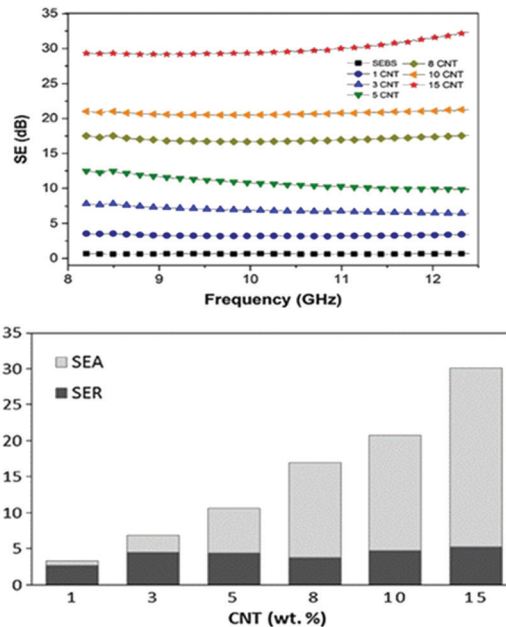 35
30
25
20
15
10
5
0
SE (dB)
SEBS
1 CNT
3 CNT
5 CNT
8 CNT
10 CNT
15 CNT
8 9 10 11 12
Frequency (GHz)
35
30
25
20
15
10
5
0
SEA
SER
1 3 5 8 10 15
CNT (wt. %)